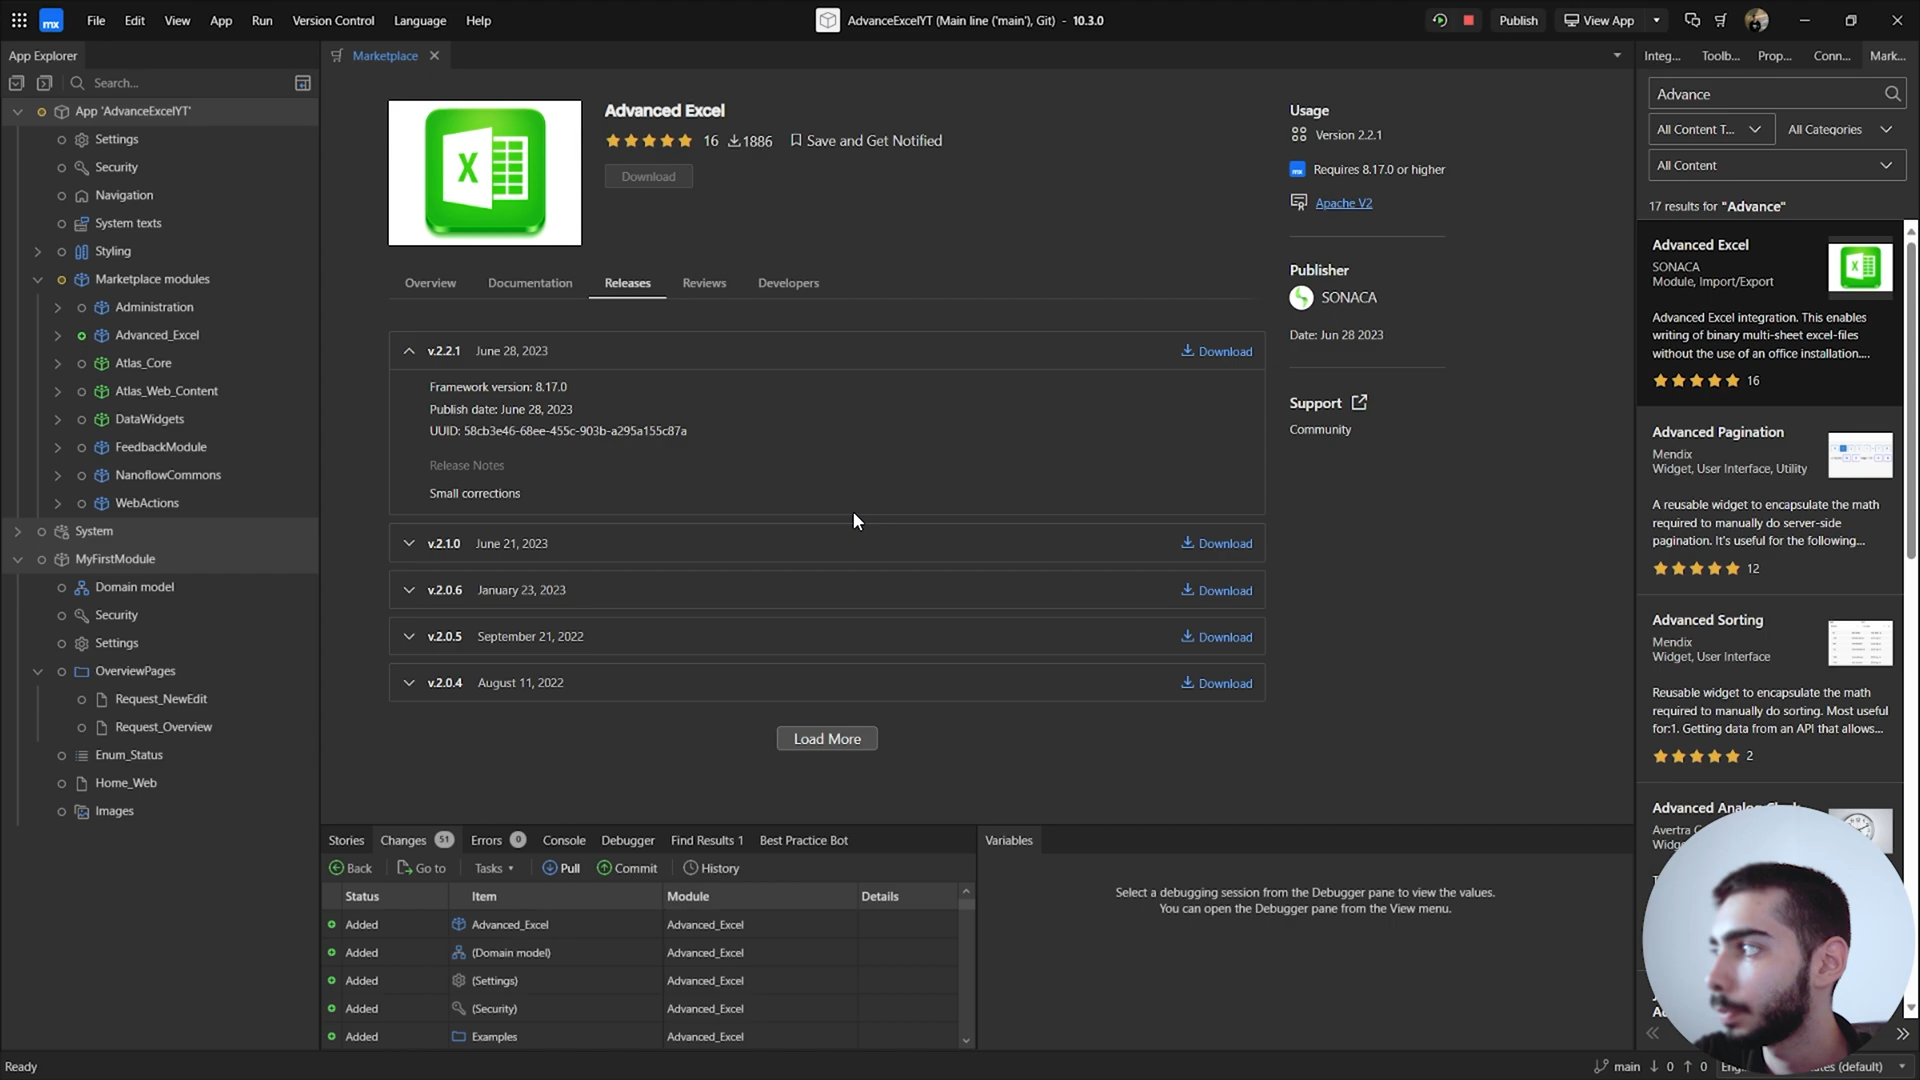 mx File Edit View App Run Version Control Language Help
AdvanceExcelYT (Main line ('main'), Git) - 10.3.0
Publish View App
App Explorer
Search...
App 'AdvanceExcelYT'
Settings
Security
Navigation
System texts
Styling
Marketplace modules
Administration
Advanced_Excel
Atlas_Core
Atlas_Web_Content
DataWidgets
FeedbackModule
NanoflowCommons
WebActions
System
MyFirstModule
Domain model
Security
Settings
OverviewPages
Request_NewEdit
Request_Overview
Enum_Status
Home_Web
Images
Marketplace
Advanced Excel
16 1886 Save and Get Notified
Download
Overview Documentation Releases Reviews Developers
v.2.2.1 June 28, 2023 Download
Framework version: 8.17.0
Publish date: June 28, 2023
UUID: 58cb3e46-68ee-455c-903b-a295a155c87a
Release Notes
Small corrections
v.2.1.0 June 21, 2023 Download
v.2.0.6 January 23, 2023 Download
v.2.0.5 September 21, 2022 Download
v.2.0.4 August 11, 2022 Download
Load More
Usage
Version 2.2.1
mx Requires 8.17.0 or higher
Apache V2
Publisher
SONACA
Date: Jun 28 2023
Support
Community
Integ... Toolb... Prop... Conn... Mark...
Advance
All Content T... All Categories
All Content
17 results for "Advance"
Advanced Excel
SONACA
Module, Import/Export
Advanced Excel integration. This enables
writing of binary multi-sheet excel-files
without the use of an office installation....
16
Advanced Pagination
Mendix
Widget, User Interface, Utility
A reusable widget to encapsulate the math
required to manually do server-side
pagination. It's useful for the following...
12
Advanced Sorting
Mendix
Widget, User Interface
Reusable widget to encapsulate the math
required to manually do sorting. Most useful
for:1. Getting data from an API that allows...
2
Advanced Analog
Avertra
Stories Changes 51 Errors 0 Console Debugger Find Results 1 Best Practice Bot
Back Go to Tasks Pull Commit History
Status Item Module Details
Added Advanced_Excel Advanced_Excel
Added (Domain model) Advanced_Excel
Added (Settings) Advanced_Excel
Added (Security) Advanced_Excel
Added Examples Advanced_Excel
Variables
Select a debugging session from the Debugger pane to view the values.
You can open the Debugger pane from the View menu.
Ready
main 0 0 (default)